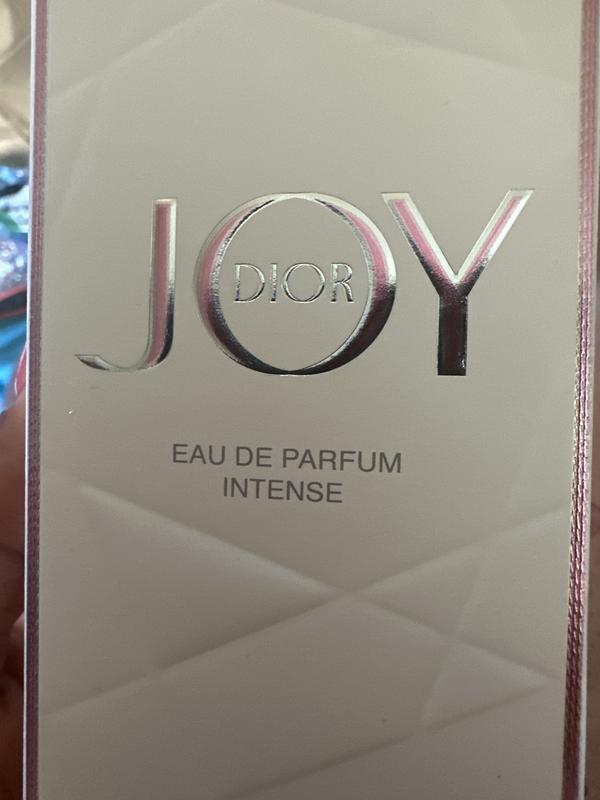 JOY
DIOR
EAU DE PARFUM
INTENSE